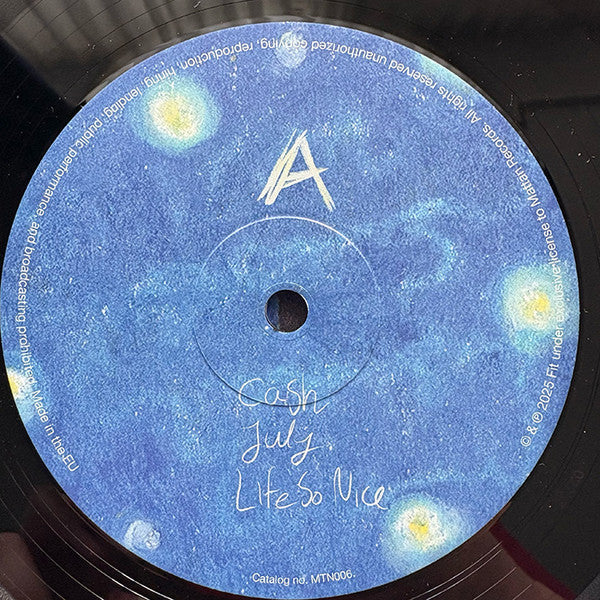 A
Cash
July
Life So Nice
Catalog no. MTN006.
© & ℗ 2025 Fit under exclusive license to Mattan Records. All rights reserved unauthorized copying, reproduction, hiring, lending, public performance, and broadcasting prohibited. Made in the EU